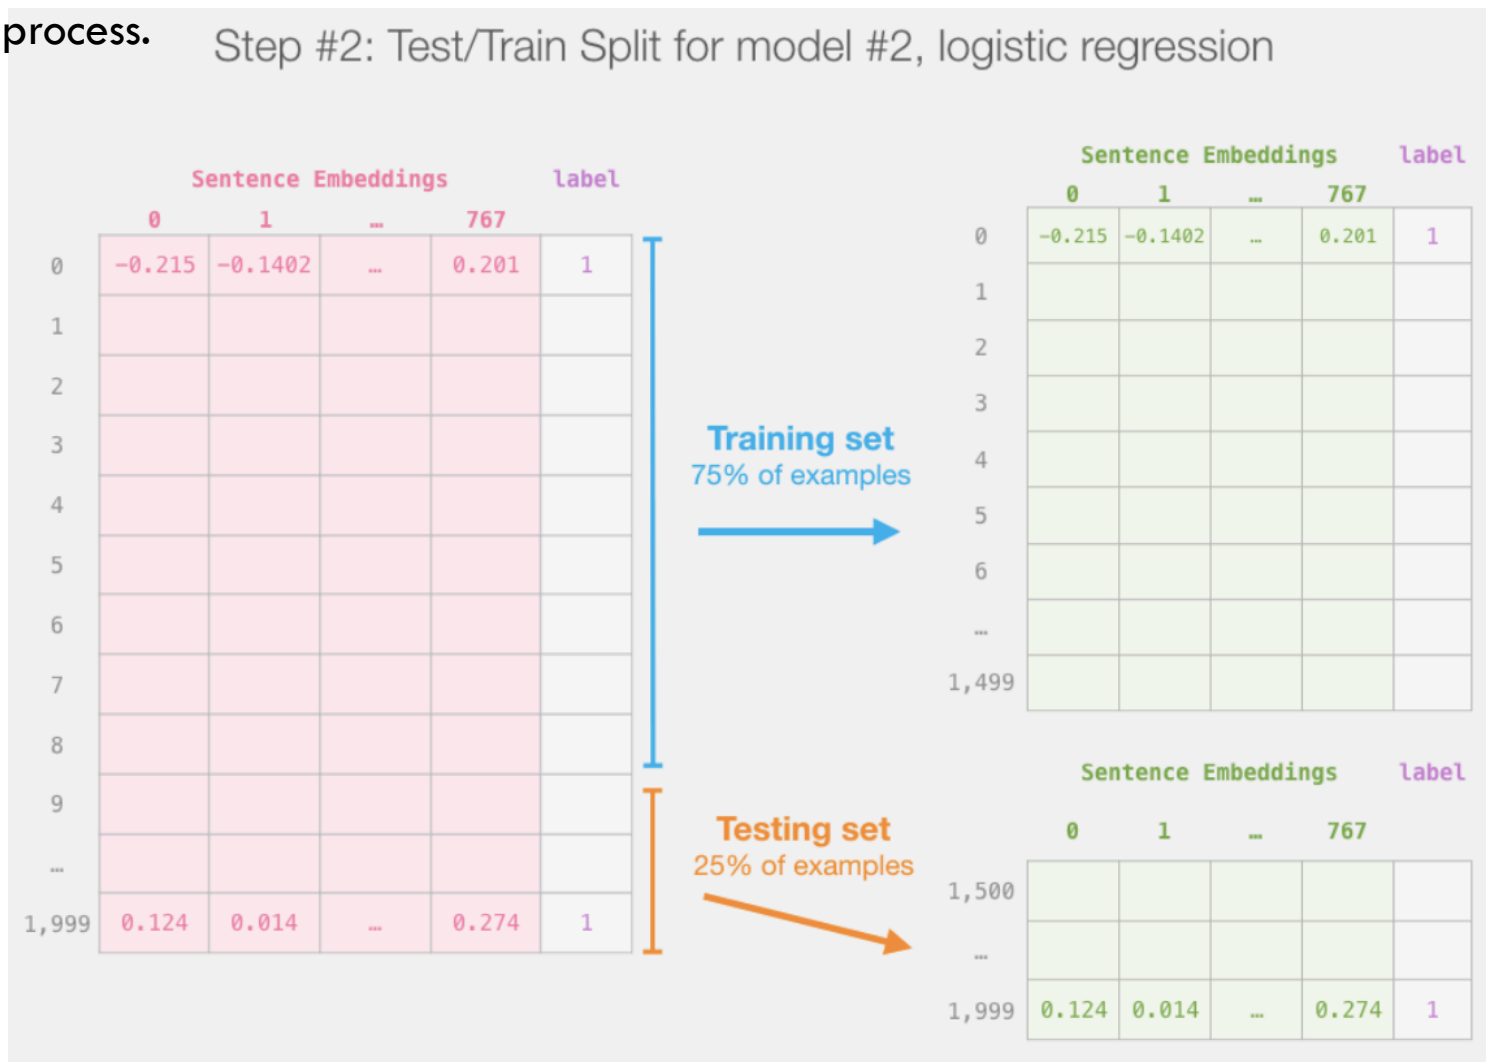 process.
Step #2: Test/Train Split for model #2, logistic regression
Sentence Embeddings label
0 1 … 767
0 -0.215 -0.1402 … 0.201 1
1
2
3
4
5
6
7
8
9
…
1,999 0.124 0.014 … 0.274 1
Training set
75% of examples
Testing set
25% of examples
Sentence Embeddings label
0 1 … 767
0 -0.215 -0.1402 … 0.201 1
1
2
3
4
5
6
…
1,499
Sentence Embeddings label
0 1 … 767
1,500
…
1,999 0.124 0.014 … 0.274 1